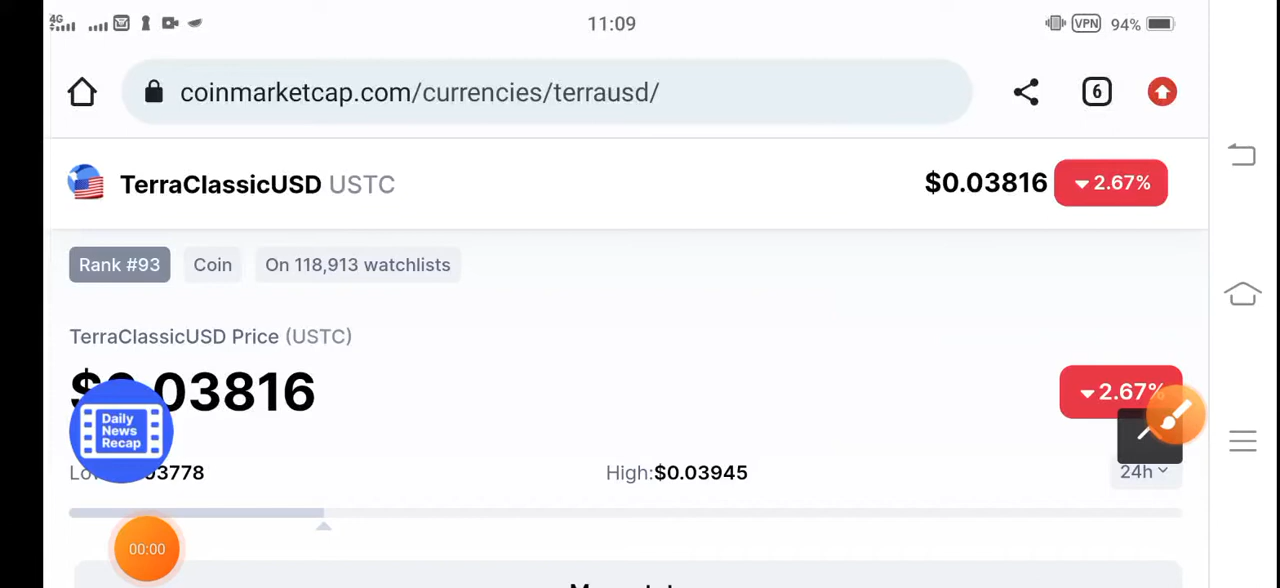 4G 11:09 VPN 94%
coinmarketcap.com/currencies/terrausd/ 6
TerraClassicUSD USTC $0.03816 2.67%
Rank #93 Coin On 118,913 watchlists
TerraClassicUSD Price (USTC)
03816 2.67%
Daily
News
Recap
03778 High:$0.03945 24h
00:00